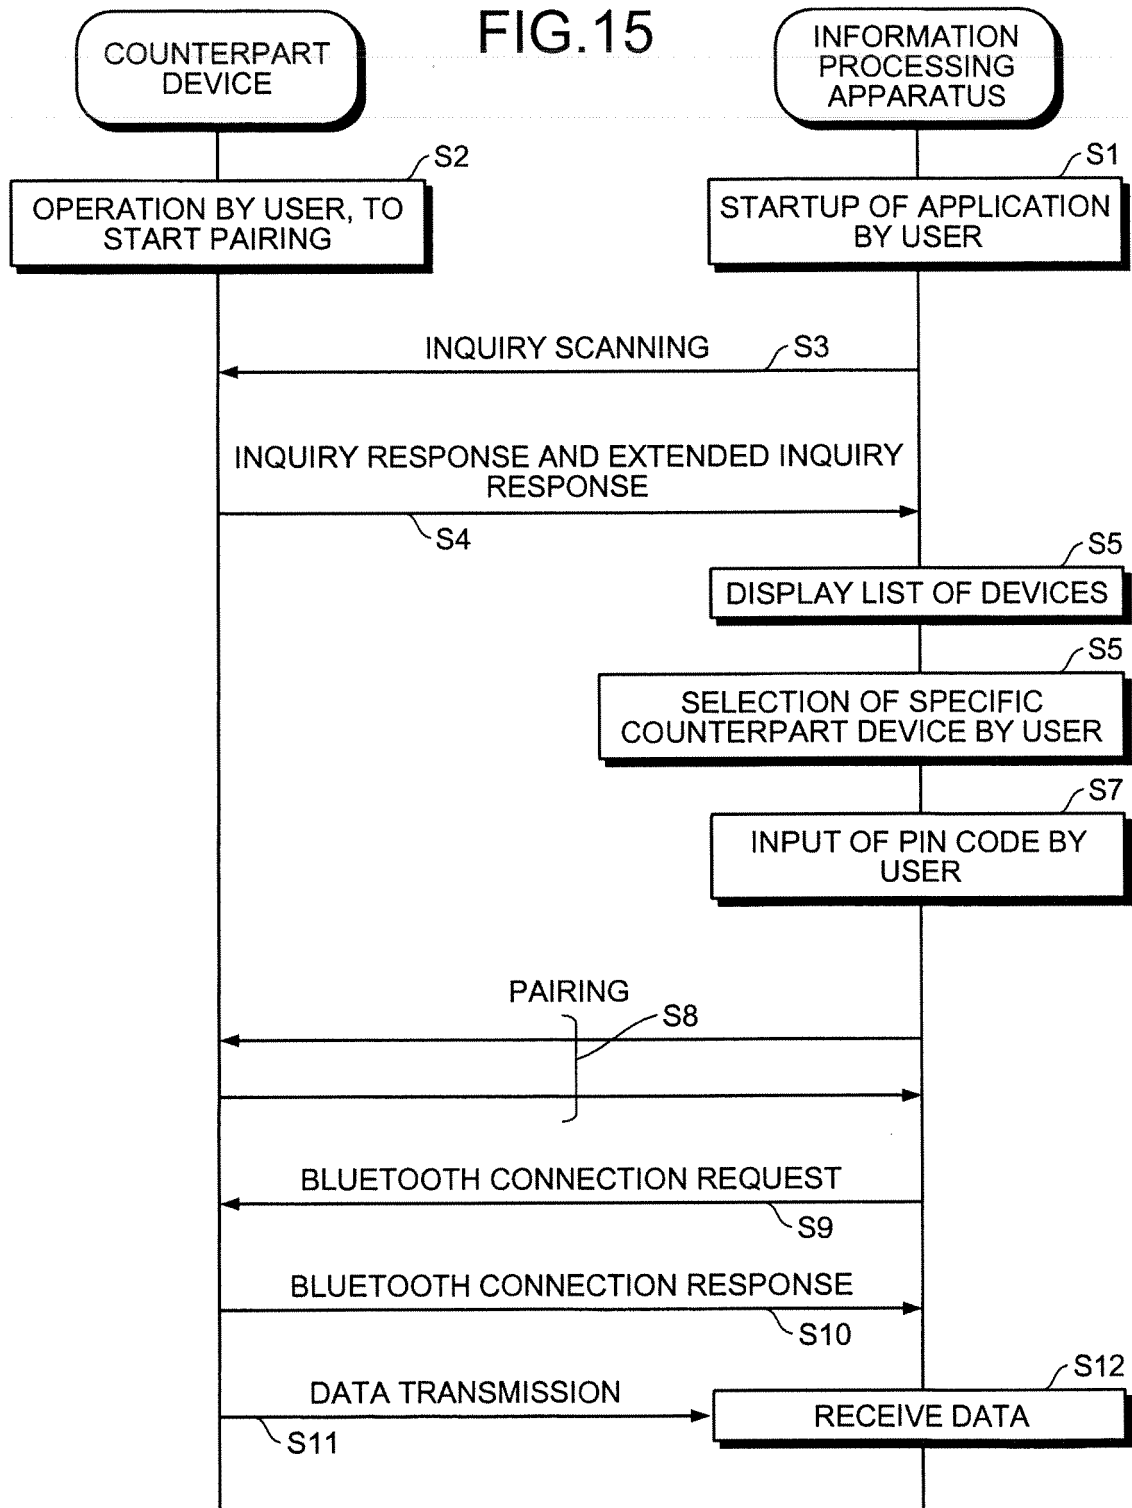 FIG.15
COUNTERPART
DEVICE
INFORMATION
PROCESSING
APPARATUS
S2
OPERATION BY USER, TO
START PAIRING
S1
STARTUP OF APPLICATION
BY USER
INQUIRY SCANNING
S3
INQUIRY RESPONSE AND EXTENDED INQUIRY
RESPONSE
S4
S5
DISPLAY LIST OF DEVICES
S5
SELECTION OF SPECIFIC
COUNTERPART DEVICE BY USER
S7
INPUT OF PIN CODE BY
USER
PAIRING
S8
BLUETOOTH CONNECTION REQUEST
S9
BLUETOOTH CONNECTION RESPONSE
S10
DATA TRANSMISSION
S11
S12
RECEIVE DATA